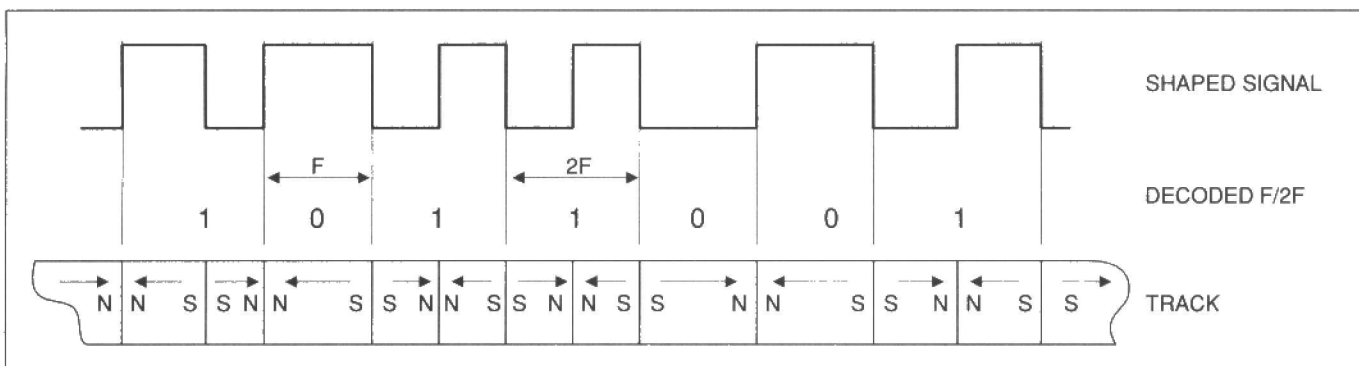 SHAPED SIGNAL
F 2F
DECODED F/2F
1 0 1 1 0 0 1
N N S S N N S S N N S S N N S S N N S S N N S S
TRACK